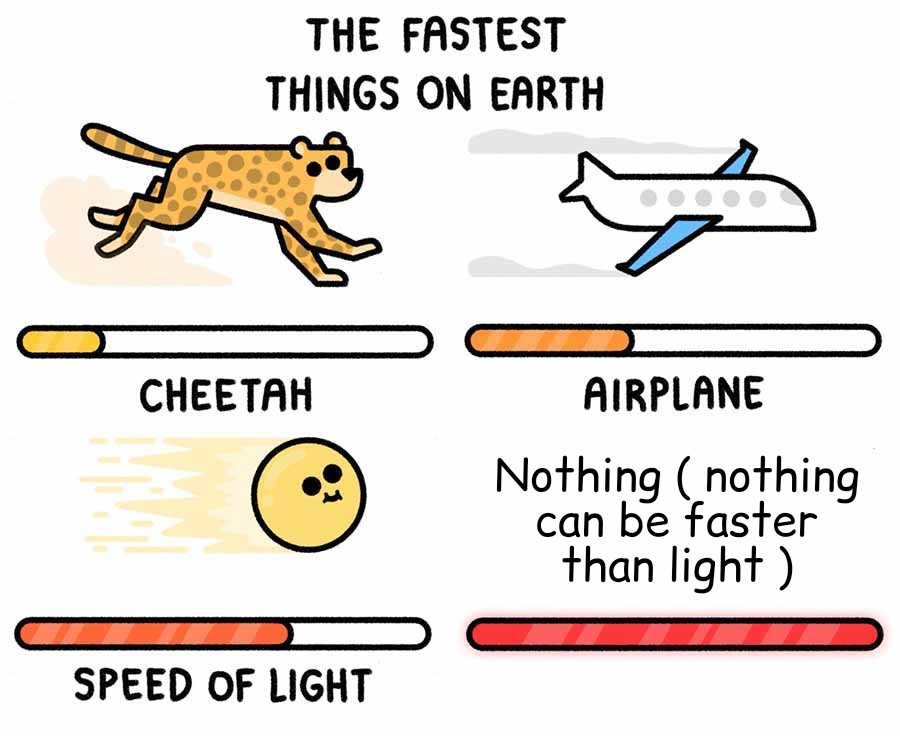 THE FASTEST
THINGS ON EARTH
CHEETAH
AIRPLANE
Nothing ( nothing
can be faster
than light )
SPEED OF LIGHT